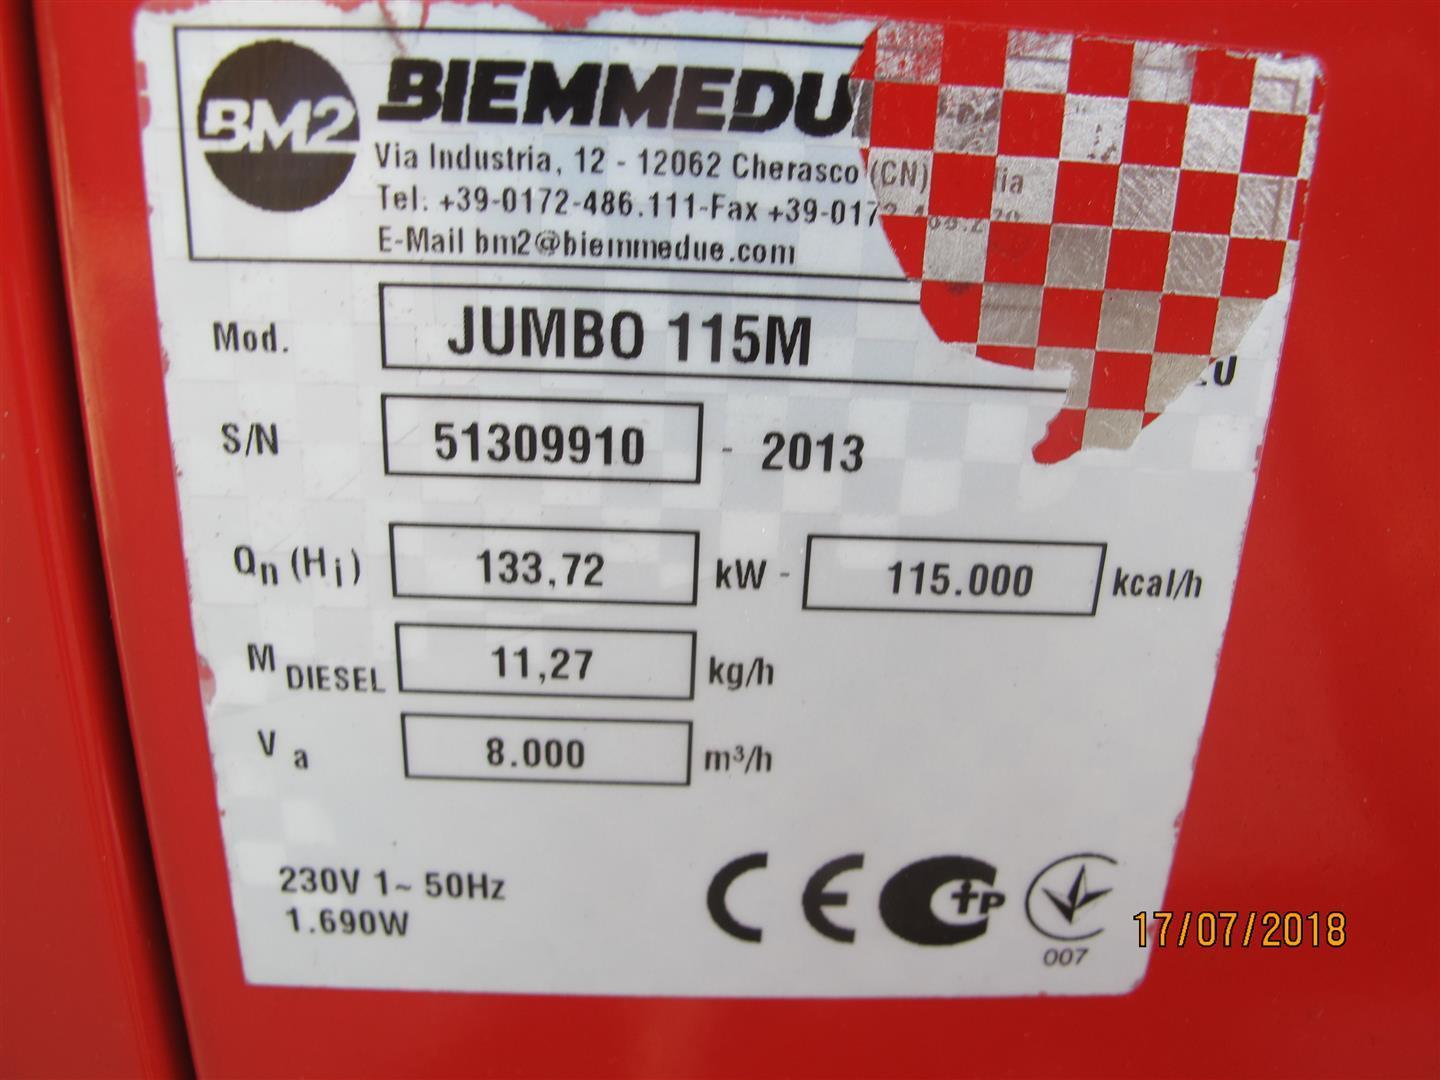 BM2 BIEMMEDU
Via Industria, 12 - 12062 Cherasco (CN)
Tel: +39-0172-486.111-Fax +39-017
E-Mail bm2@biemmedue.com
Mod. JUMBO 115M
S/N 51309910 - 2013
Qn (Hi) 133,72 kW - 115.000 kcal/h
M DIESEL 11,27 kg/h
Va 8.000 m³/h
230V 1~ 50Hz
1.690W
CE
007
17/07/2018